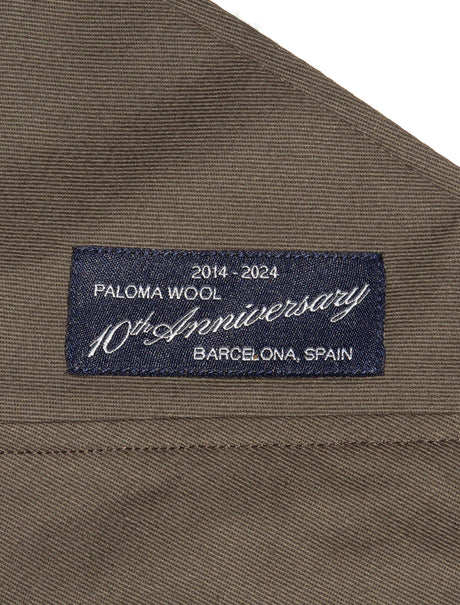 2014 - 2024
PALOMA WOOL
10th Anniversary
BARCELONA, SPAIN